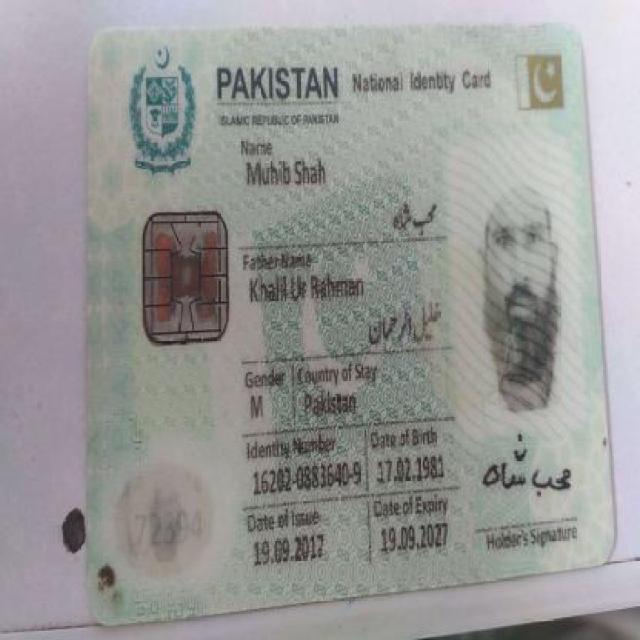 PAKISTAN National Identity Card
ISLAMIC REPUBLIC OF PAKISTAN
Name
Muhib Shah
محب شاہ
Father Name
Khalil Ur Rahman
خلیل الرحمان
Gender Country of Stay
M Pakistan
Identity Number Date of Birth
16202-0883640-9 17.02.1981
Date of Issue Date of Expiry
19.09.2017 19.09.2027
محب شاہ
Holder's Signature